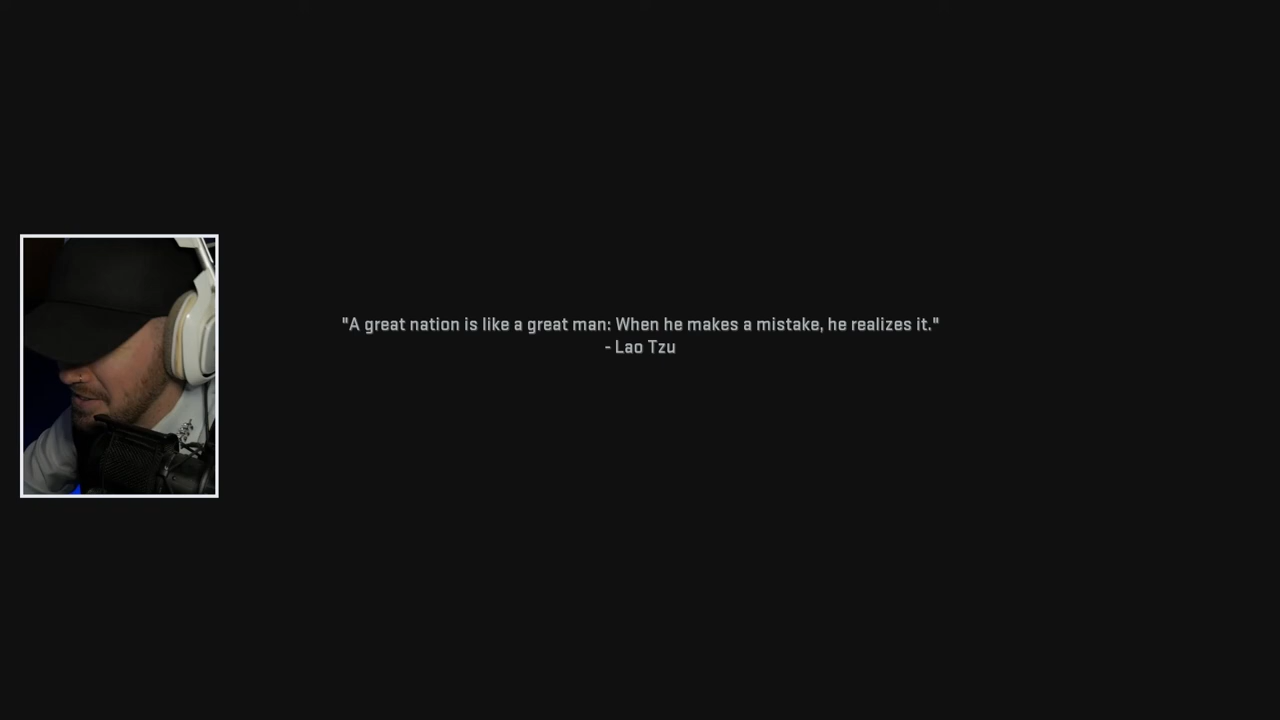 "A great nation is like a great man: When he makes a mistake, he realizes it."
- Lao Tzu